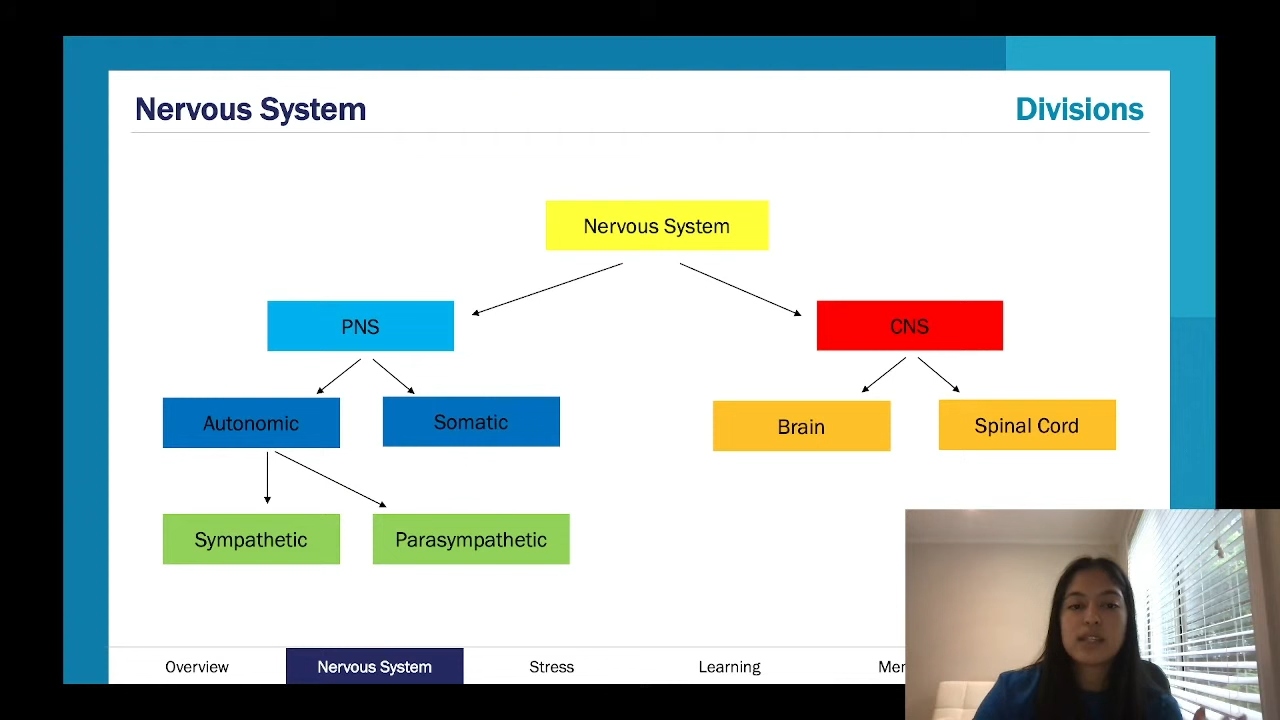 Nervous System
Divisions
Nervous System
PNS
CNS
Autonomic
Somatic
Brain
Spinal Cord
Sympathetic
Parasympathetic
Overview
Nervous System
Stress
Learning